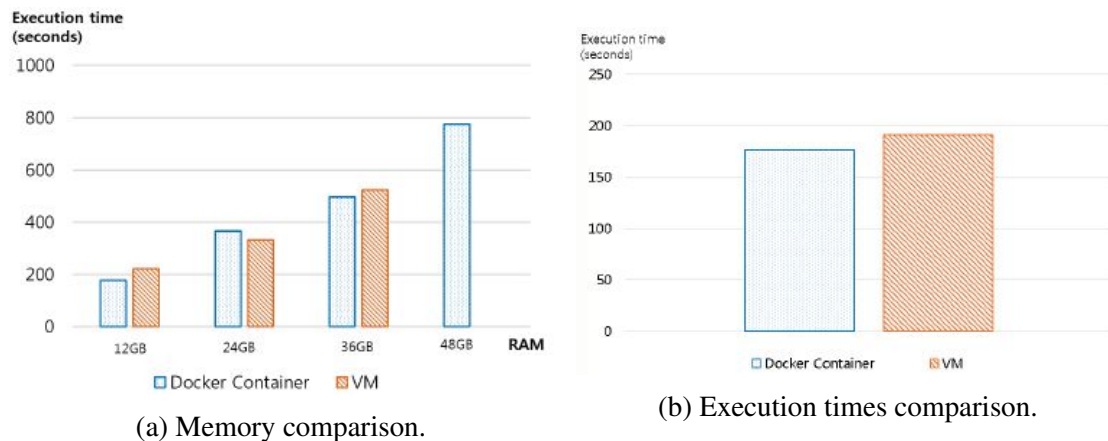 Execution time
(seconds)
1000
800
600
400
200
0
12GB 24GB 36GB 48GB RAM
Docker Container VM
(a) Memory comparison.
Execution time
(seconds)
250
200
150
100
50
0
Docker Container VM
(b) Execution times comparison.